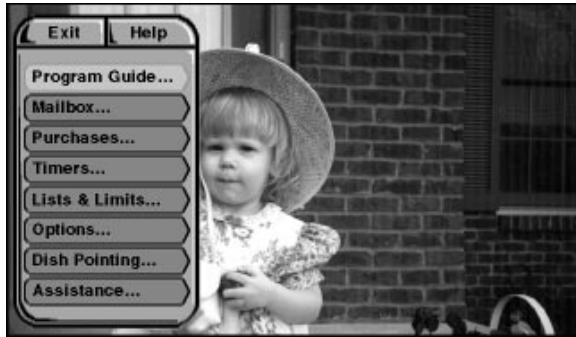 Exit Help
Program Guide...
Mailbox...
Purchases...
Timers...
Lists & Limits...
Options...
Dish Pointing...
Assistance...